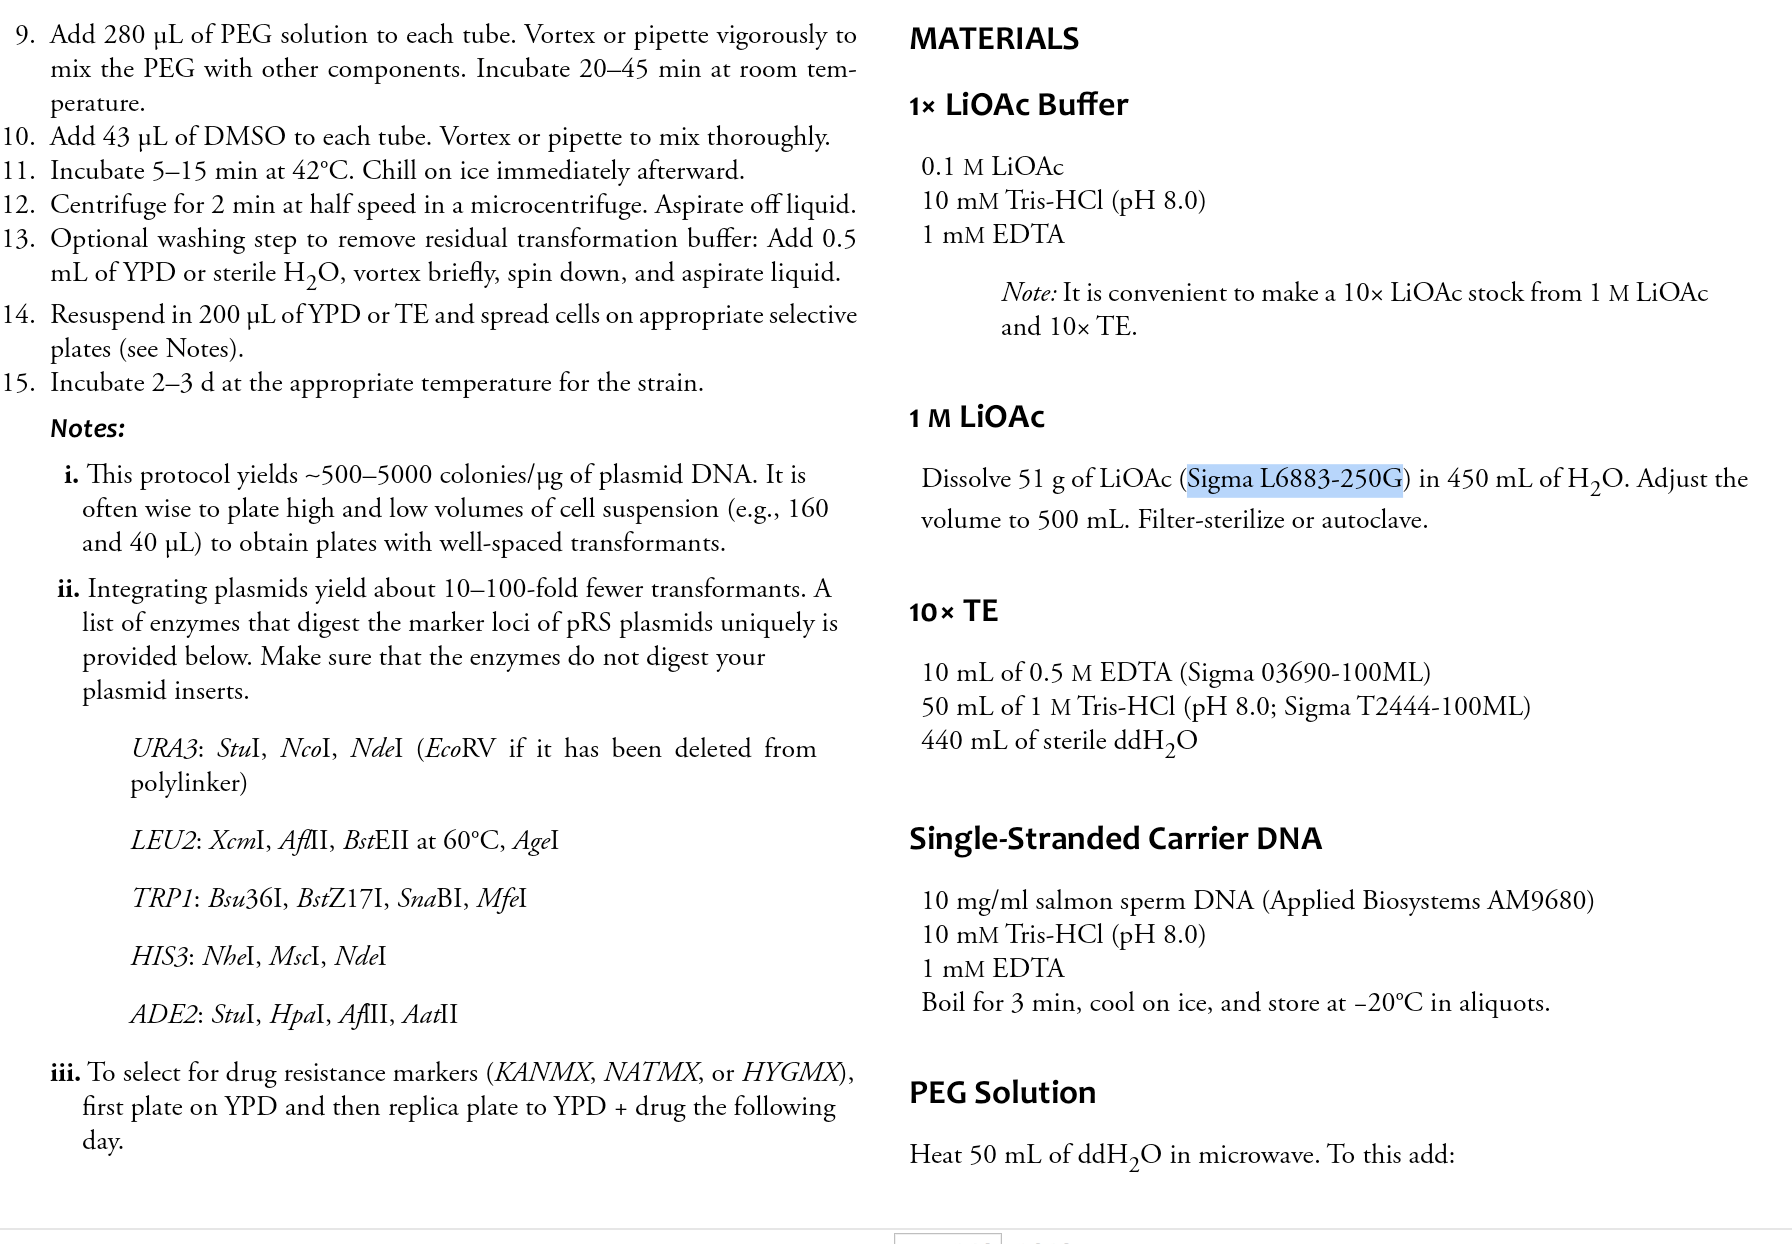 9. Add 280 µL of PEG solution to each tube. Vortex or pipette vigorously to
mix the PEG with other components. Incubate 20–45 min at room tem-
perature.
10. Add 43 µL of DMSO to each tube. Vortex or pipette to mix thoroughly.
11. Incubate 5–15 min at 42°C. Chill on ice immediately afterward.
12. Centrifuge for 2 min at half speed in a microcentrifuge. Aspirate off liquid.
13. Optional washing step to remove residual transformation buffer: Add 0.5
mL of YPD or sterile H2O, vortex briefly, spin down, and aspirate liquid.
14. Resuspend in 200 µL of YPD or TE and spread cells on appropriate selective
plates (see Notes).
15. Incubate 2–3 d at the appropriate temperature for the strain.
Notes:
i. This protocol yields ~500–5000 colonies/µg of plasmid DNA. It is
often wise to plate high and low volumes of cell suspension (e.g., 160
and 40 µL) to obtain plates with well-spaced transformants.
ii. Integrating plasmids yield about 10–100-fold fewer transformants. A
list of enzymes that digest the marker loci of pRS plasmids uniquely is
provided below. Make sure that the enzymes do not digest your
plasmid inserts.
URA3: StuI, NcoI, NdeI (EcoRV if it has been deleted from
polylinker)
LEU2: XcmI, AflII, BstEII at 60°C, AgeI
TRP1: Bsu36I, BstZ17I, SnaBI, MfeI
HIS3: NheI, MscI, NdeI
ADE2: StuI, HpaI, AflII, AatII
iii. To select for drug resistance markers (KANMX, NATMX, or HYGMX),
first plate on YPD and then replica plate to YPD + drug the following
day.
MATERIALS
1× LiOAc Buffer
0.1 M LiOAc
10 mM Tris-HCl (pH 8.0)
1 mM EDTA
Note: It is convenient to make a 10× LiOAc stock from 1 M LiOAc
and 10× TE.
1 M LiOAc
Dissolve 51 g of LiOAc (Sigma L6883-250G) in 450 mL of H2O. Adjust the
volume to 500 mL. Filter-sterilize or autoclave.
10× TE
10 mL of 0.5 M EDTA (Sigma 03690-100ML)
50 mL of 1 M Tris-HCl (pH 8.0; Sigma T2444-100ML)
440 mL of sterile ddH2O
Single-Stranded Carrier DNA
10 mg/ml salmon sperm DNA (Applied Biosystems AM9680)
10 mM Tris-HCl (pH 8.0)
1 mM EDTA
Boil for 3 min, cool on ice, and store at −20°C in aliquots.
PEG Solution
Heat 50 mL of ddH2O in microwave. To this add: